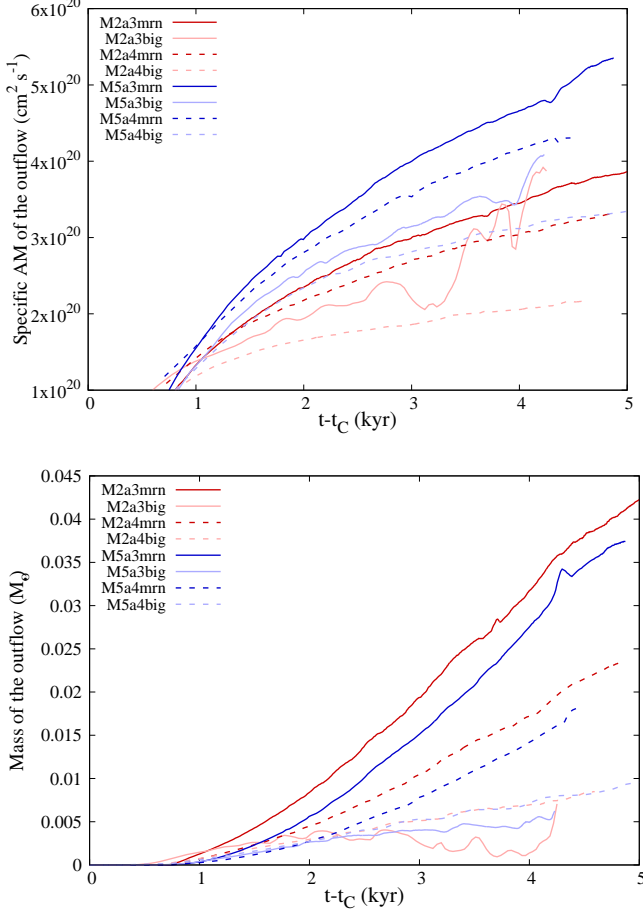 6x10^20
5x10^20
4x10^20
3x10^20
2x10^20
1x10^20
Specific AM of the outflow (cm^2 s^-1)
M2a3mrn
M2a3big
M2a4mrn
M2a4big
M5a3mrn
M5a3big
M5a4mrn
M5a4big
0 1 2 3 4 5
t-t_C (kyr)
0.045
0.04
0.035
0.03
0.025
0.02
0.015
0.01
0.005
0
Mass of the outflow (M_⊙)
M2a3mrn
M2a3big
M2a4mrn
M2a4big
M5a3mrn
M5a3big
M5a4mrn
M5a4big
0 1 2 3 4 5
t-t_C (kyr)